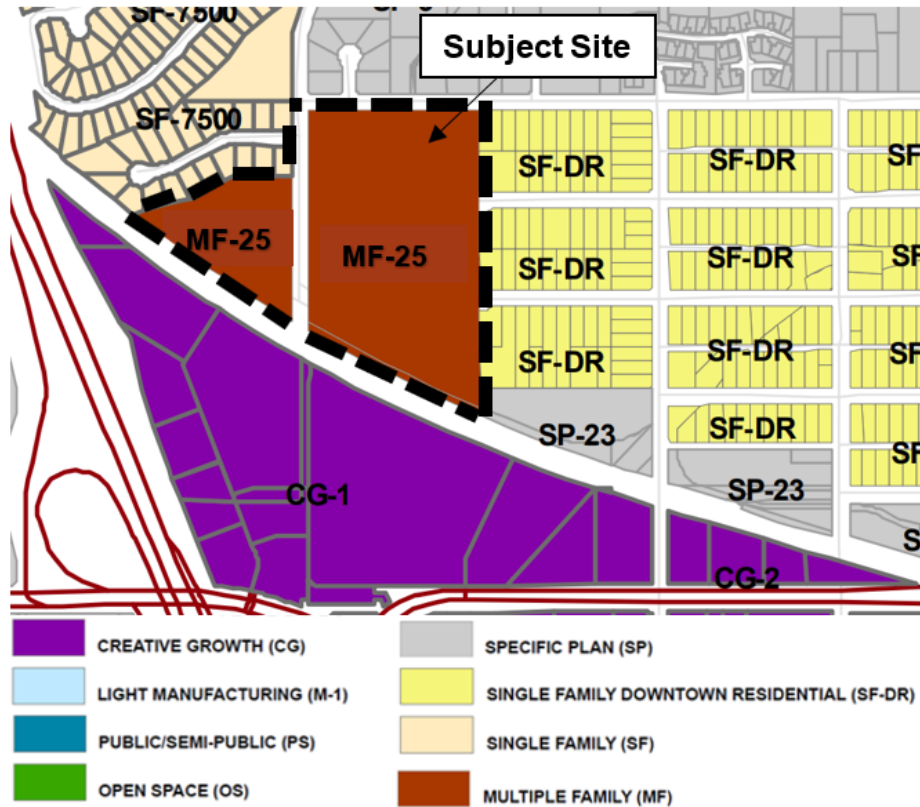 SF-7500
Subject Site
SF-7500
SF-DR
SF-DR
SF
MF-25
MF-25
SF-DR
SF-DR
SF
SF-DR
SF-DR
SF
SP-23
SF-DR
SF
SP-23
CG-1
S
CG-2
CREATIVE GROWTH (CG)
SPECIFIC PLAN (SP)
LIGHT MANUFACTURING (M-1)
SINGLE FAMILY DOWNTOWN RESIDENTIAL (SF-DR)
PUBLIC/SEMI-PUBLIC (PS)
SINGLE FAMILY (SF)
OPEN SPACE (OS)
MULTIPLE FAMILY (MF)